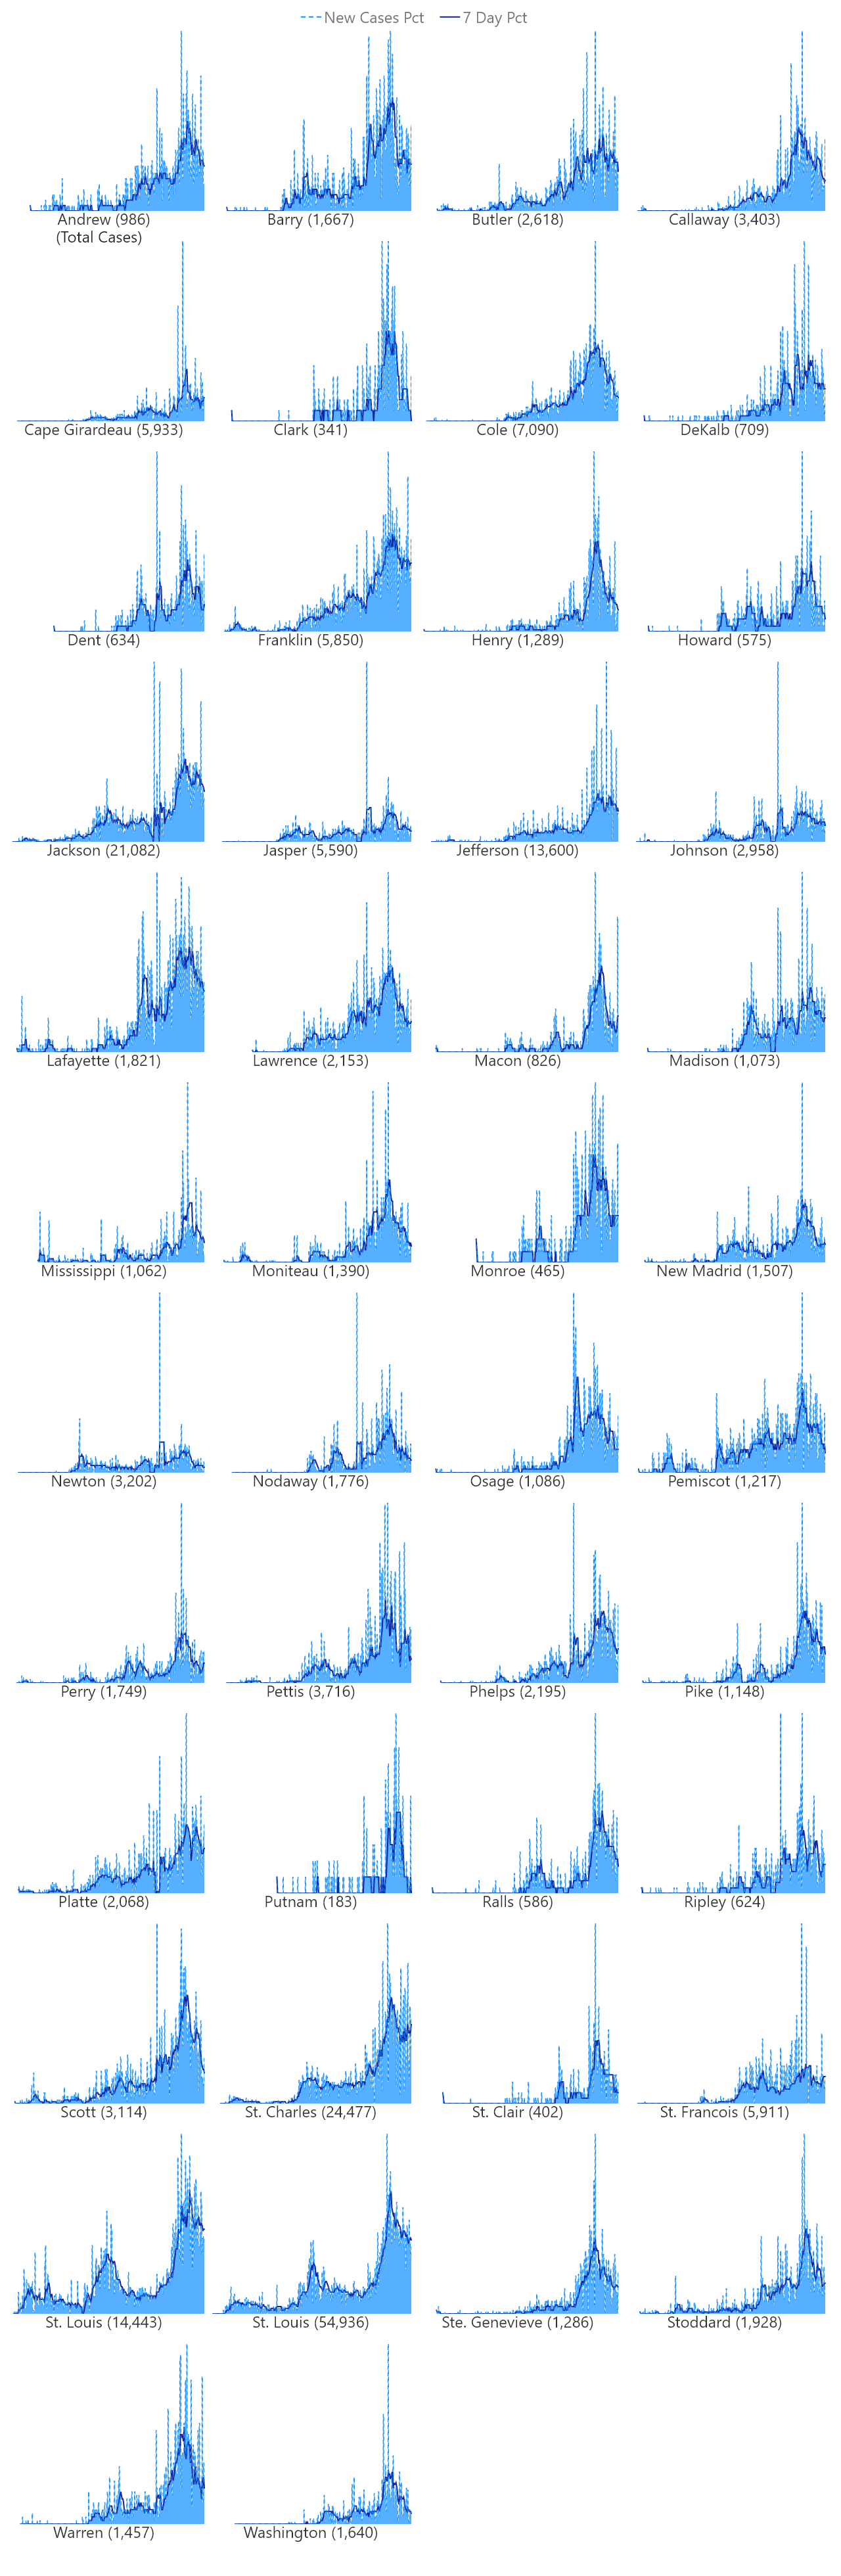 New Cases Pct 7 Day Pct
Andrew (986) Barry (1,667) Butler (2,618) Callaway (3,403)
(Total Cases)
Cape Girardeau (5,933) Clark (341) Cole (7,090) DeKalb (709)
Dent (634) Franklin (5,850) Henry (1,289) Howard (575)
Jackson (21,082) Jasper (5,590) Jefferson (13,600) Johnson (2,958)
Lafayette (1,821) Lawrence (2,153) Macon (826) Madison (1,073)
Mississippi (1,062) Moniteau (1,390) Monroe (465) New Madrid (1,507)
Newton (3,202) Nodaway (1,776) Osage (1,086) Pemiscot (1,217)
Perry (1,749) Pettis (3,716) Phelps (2,195) Pike (1,148)
Platte (2,068) Putnam (183) Ralls (586) Ripley (624)
Scott (3,114) St. Charles (24,477) St. Clair (402) St. Francois (5,911)
St. Louis (14,443) St. Louis (54,936) Ste. Genevieve (1,286) Stoddard (1,928)
Warren (1,457) Washington (1,640)